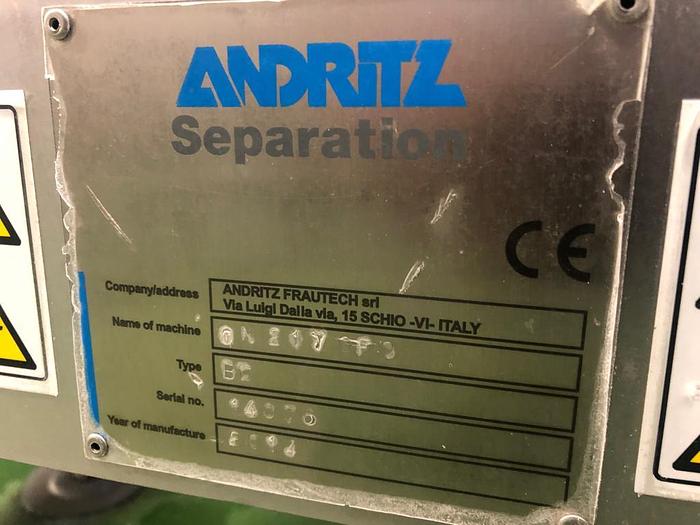 ANDRITZ
Separation
CE
Company/address
ANDRITZ FRAUTECH srl
Via Luigi Dalla via, 15 SCHIO -VI- ITALY
Name of machine
Type
Serial no.
Year of manufacture